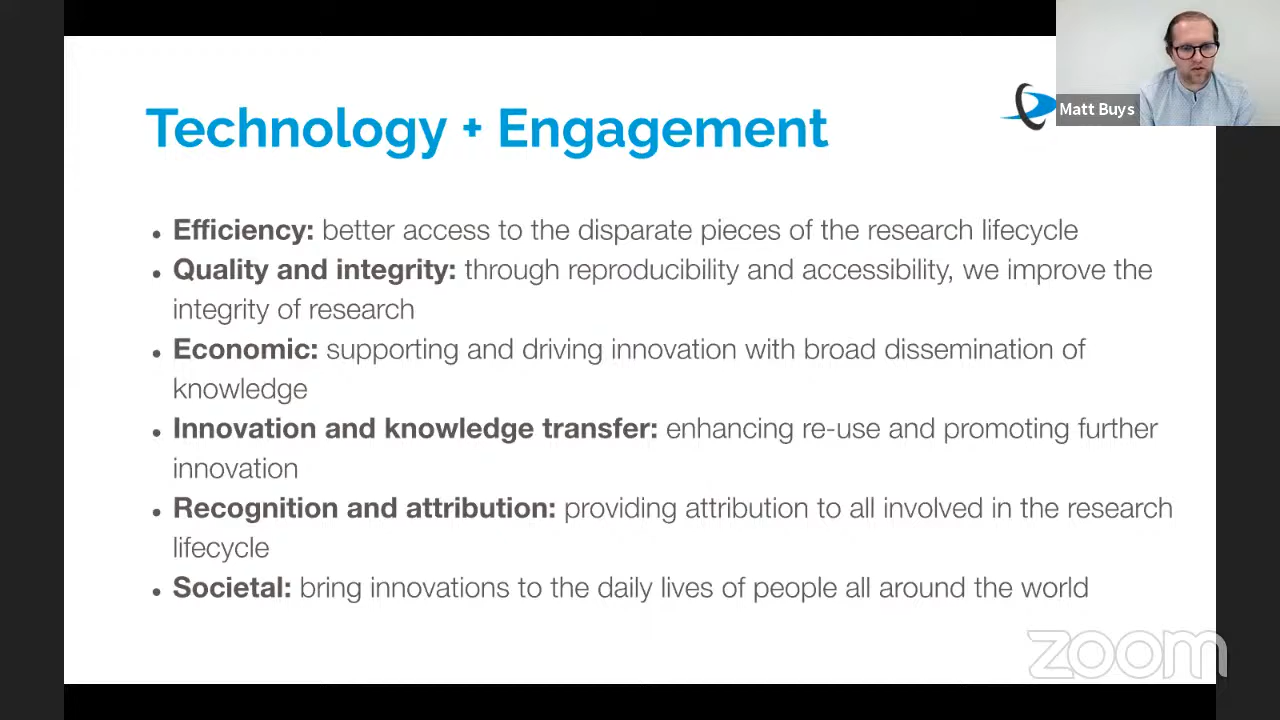 Technology + Engagement
Matt Buys
• Efficiency: better access to the disparate pieces of the research lifecycle
• Quality and integrity: through reproducibility and accessibility, we improve the
integrity of research
• Economic: supporting and driving innovation with broad dissemination of
knowledge
• Innovation and knowledge transfer: enhancing re-use and promoting further
innovation
• Recognition and attribution: providing attribution to all involved in the research
lifecycle
• Societal: bring innovations to the daily lives of people all around the world
zoom